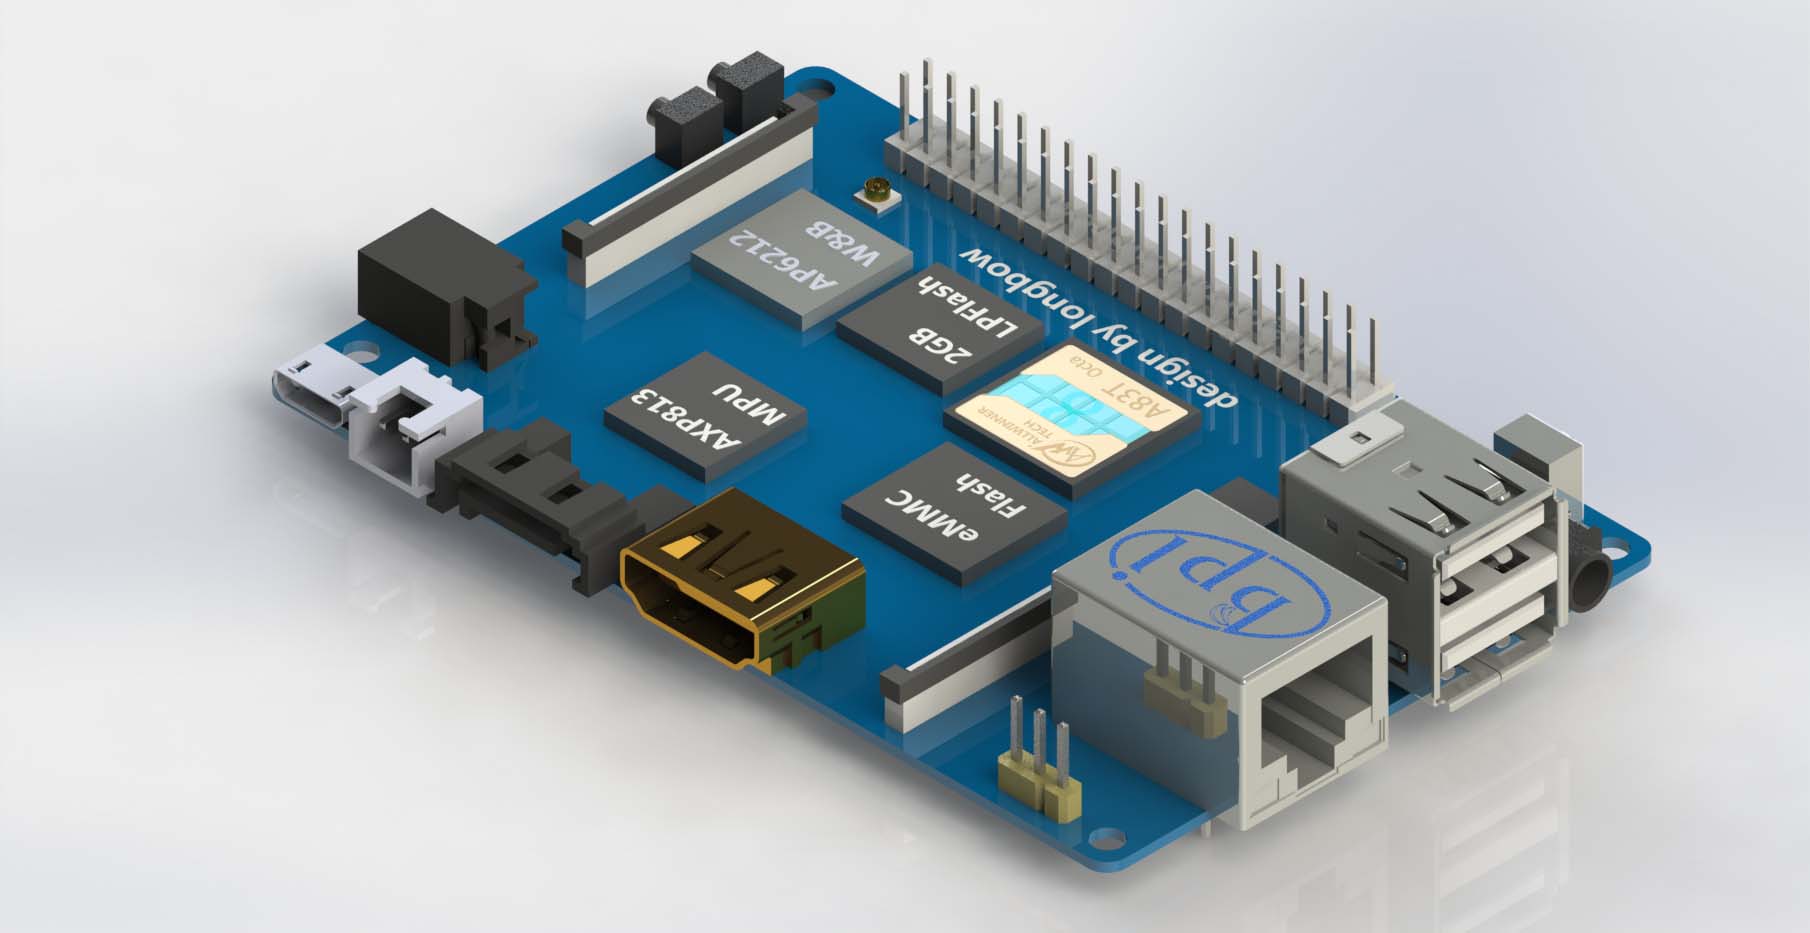 AP6212
W&B
2GB
LPFlash
design by longbow
A83T Octa
ALLWINNER
TECH
AXP813
MPU
eMMC
Flash
bpi